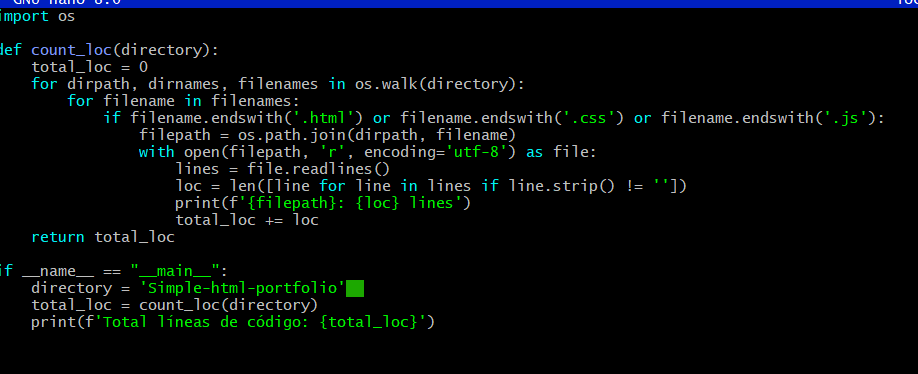 import os
def count_loc(directory):
    total_loc = 0
    for dirpath, dirnames, filenames in os.walk(directory):
        for filename in filenames:
            if filename.endswith('.html') or filename.endswith('.css') or filename.endswith('.js'):
                filepath = os.path.join(dirpath, filename)
                with open(filepath, 'r', encoding='utf-8') as file:
                    lines = file.readlines()
                    loc = len([line for line in lines if line.strip() != ''])
                    print(f'{filepath}: {loc} lines')
                    total_loc += loc
    return total_loc
if __name__ == "__main__":
    directory = 'Simple-html-portfolio'
    total_loc = count_loc(directory)
    print(f'Total líneas de código: {total_loc}')